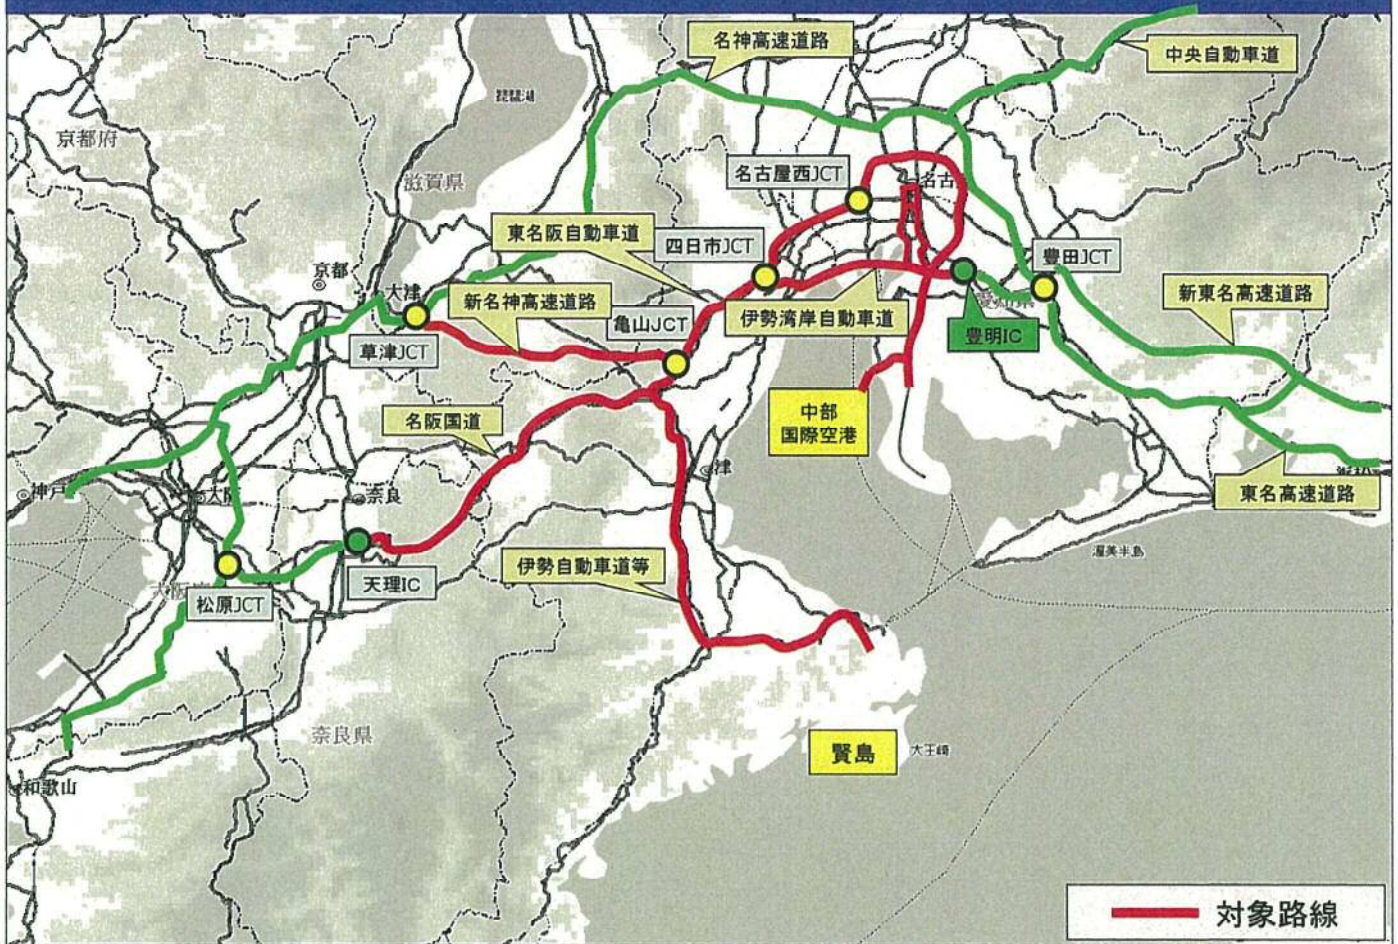 名神高速道路
中央自動車道
琵琶湖
京都府
滋賀県
名古屋西JCT
名古
東名阪自動車道
四日市JCT
豊田JCT
京都
大津
新名神高速道路
新東名高速道路
亀山JCT
伊勢湾岸自動車道
豊明IC
草津JCT
中部
国際空港
名阪国道
津
神戸
大阪
奈良
東名高速道路
渥美半島
伊勢自動車道等
天理IC
松原JCT
奈良県
賢島
大王崎
和歌山
対象路線